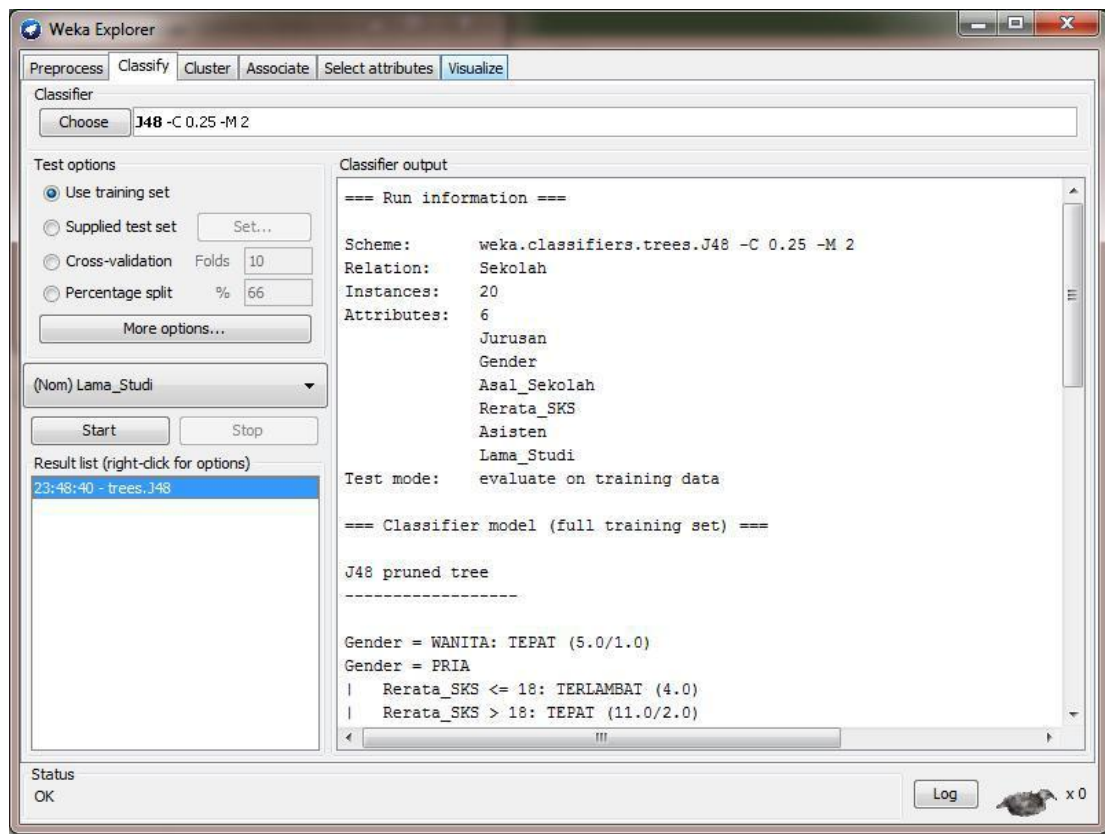 Weka Explorer
Preprocess Classify Cluster Associate Select attributes Visualize
Classifier
Choose J48 -C 0.25 -M 2
Test options
Use training set
Supplied test set Set...
Cross-validation Folds 10
Percentage split % 66
More options...
(Nom) Lama_Studi
Start Stop
Result list (right-click for options)
23:48:40 - trees.J48
Classifier output
=== Run information ===
Scheme: weka.classifiers.trees.J48 -C 0.25 -M 2
Relation: Sekolah
Instances: 20
Attributes: 6
Jurusan
Gender
Asal_Sekolah
Rerata_SKS
Asisten
Lama_Studi
Test mode: evaluate on training data
=== Classifier model (full training set) ===
J48 pruned tree
------------------
Gender = WANITA: TEPAT (5.0/1.0)
Gender = PRIA
| Rerata_SKS <= 18: TERLAMBAT (4.0)
| Rerata_SKS > 18: TEPAT (11.0/2.0)
Status
OK
Log x 0